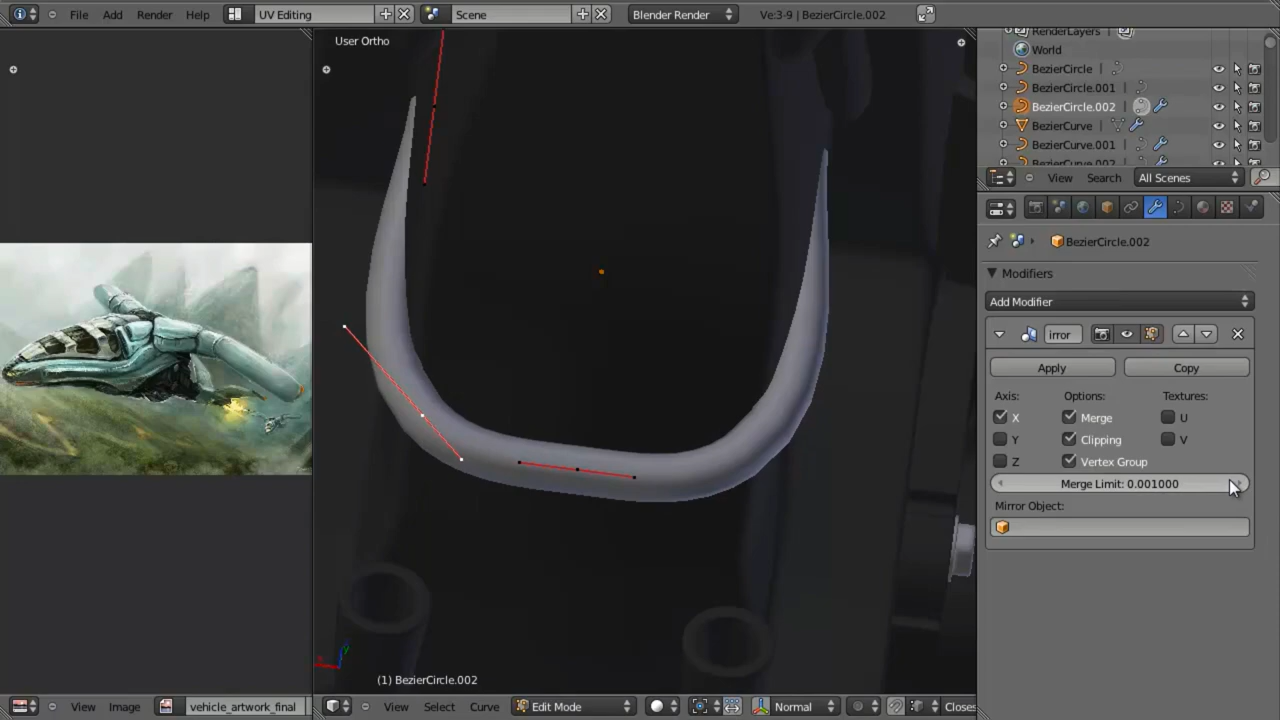 File Add Render Help UV Editing Scene Blender Render Ve:3-9 | BezierCircle.002
User Ortho
RenderLayers
World
BezierCircle
BezierCircle.001
BezierCircle.002
BezierCurve
BezierCurve.001
BezierCurve.002
View Search All Scenes
BezierCircle.002
Modifiers
Add Modifier
irror
Apply Copy
Axis: Options: Textures:
X Merge U
Y Clipping V
Z Vertex Group
Merge Limit: 0.001000
Mirror Object:
x y
(1) BezierCircle.002
View Image vehicle_artwork_final View Select Curve Edit Mode Normal Closes